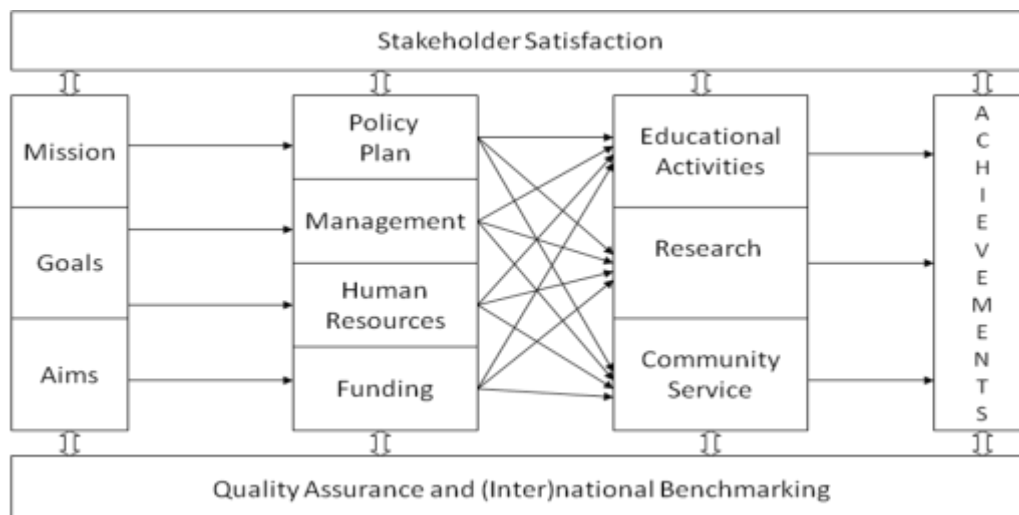 Stakeholder Satisfaction
Mission
Goals
Aims
Policy
Plan
Management
Human
Resources
Funding
Educational
Activities
Research
Community
Service
A
C
H
I
E
V
E
M
E
N
T
S
Quality Assurance and (Inter)national Benchmarking